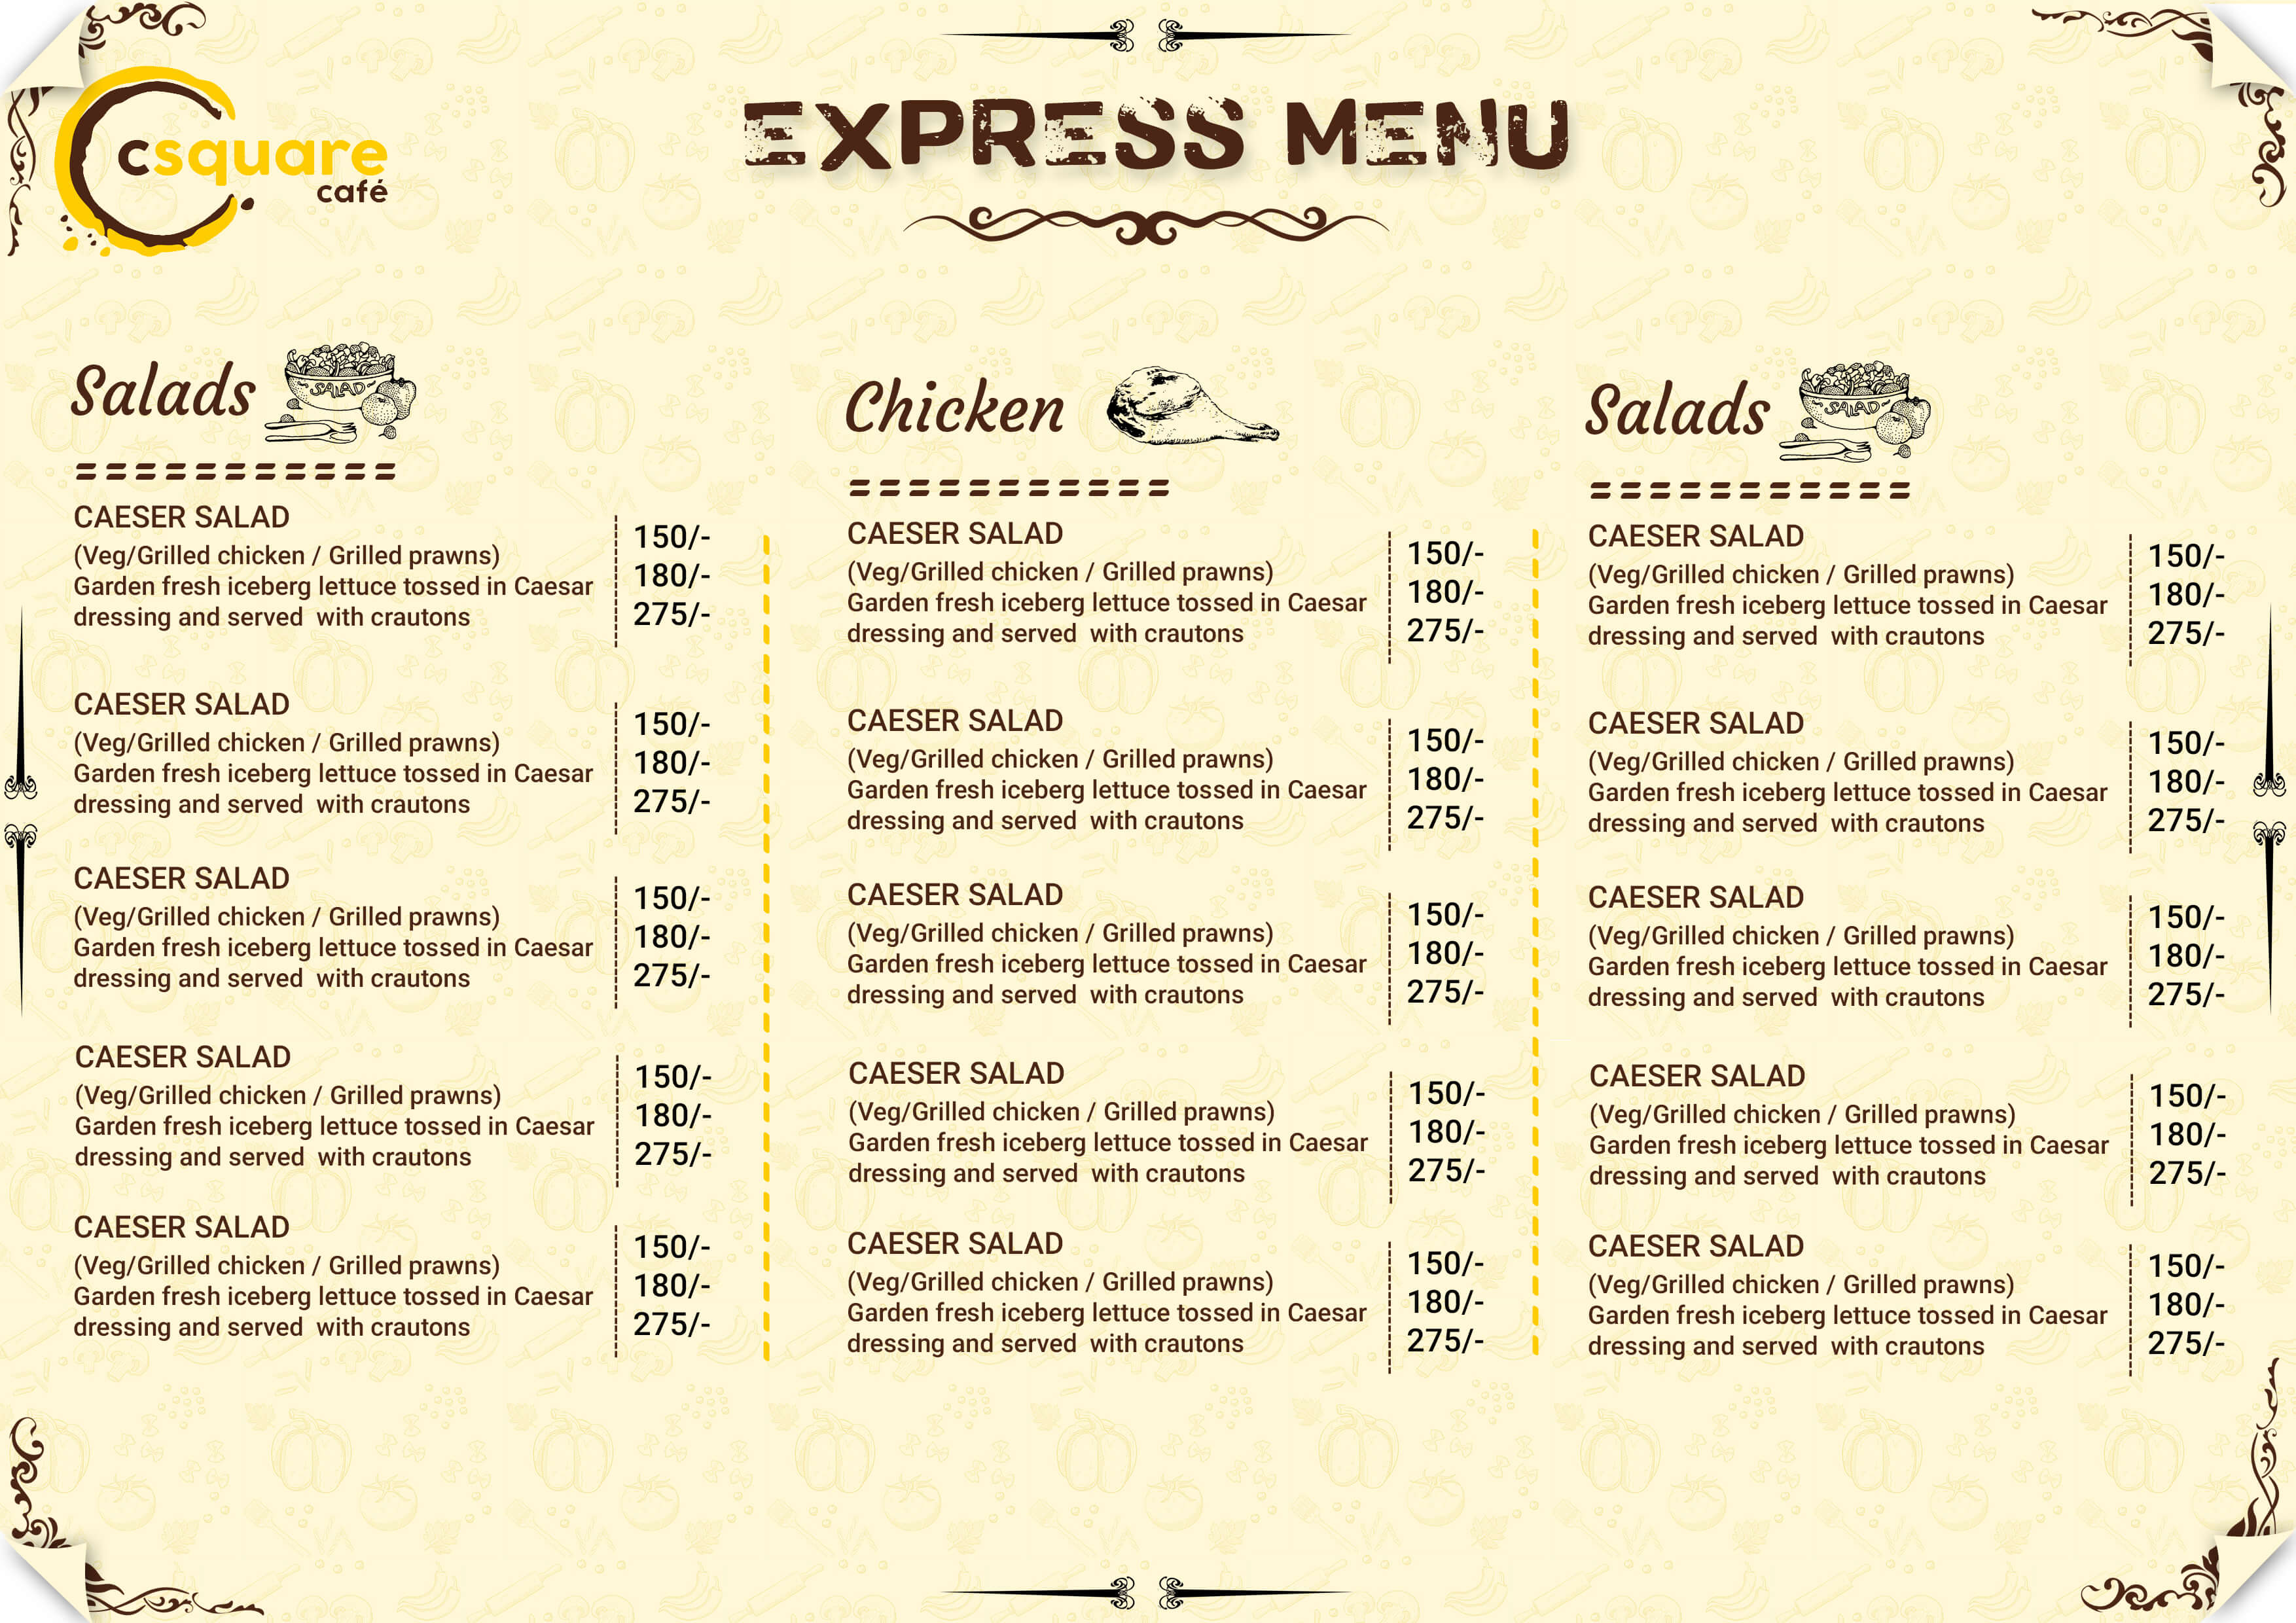 csquare
café
EXPRESS MENU
Salads
SALAD
CAESER SALAD
(Veg/Grilled chicken / Grilled prawns)
Garden fresh iceberg lettuce tossed in Caesar
dressing and served  with crautons
150/-
180/-
275/-
CAESER SALAD
(Veg/Grilled chicken / Grilled prawns)
Garden fresh iceberg lettuce tossed in Caesar
dressing and served  with crautons
150/-
180/-
275/-
CAESER SALAD
(Veg/Grilled chicken / Grilled prawns)
Garden fresh iceberg lettuce tossed in Caesar
dressing and served  with crautons
150/-
180/-
275/-
CAESER SALAD
(Veg/Grilled chicken / Grilled prawns)
Garden fresh iceberg lettuce tossed in Caesar
dressing and served  with crautons
150/-
180/-
275/-
CAESER SALAD
(Veg/Grilled chicken / Grilled prawns)
Garden fresh iceberg lettuce tossed in Caesar
dressing and served  with crautons
150/-
180/-
275/-
Chicken
CAESER SALAD
(Veg/Grilled chicken / Grilled prawns)
Garden fresh iceberg lettuce tossed in Caesar
dressing and served  with crautons
150/-
180/-
275/-
CAESER SALAD
(Veg/Grilled chicken / Grilled prawns)
Garden fresh iceberg lettuce tossed in Caesar
dressing and served  with crautons
150/-
180/-
275/-
CAESER SALAD
(Veg/Grilled chicken / Grilled prawns)
Garden fresh iceberg lettuce tossed in Caesar
dressing and served  with crautons
150/-
180/-
275/-
CAESER SALAD
(Veg/Grilled chicken / Grilled prawns)
Garden fresh iceberg lettuce tossed in Caesar
dressing and served  with crautons
150/-
180/-
275/-
CAESER SALAD
(Veg/Grilled chicken / Grilled prawns)
Garden fresh iceberg lettuce tossed in Caesar
dressing and served  with crautons
150/-
180/-
275/-
Salads
SALAD
CAESER SALAD
(Veg/Grilled chicken / Grilled prawns)
Garden fresh iceberg lettuce tossed in Caesar
dressing and served  with crautons
150/-
180/-
275/-
CAESER SALAD
(Veg/Grilled chicken / Grilled prawns)
Garden fresh iceberg lettuce tossed in Caesar
dressing and served  with crautons
150/-
180/-
275/-
CAESER SALAD
(Veg/Grilled chicken / Grilled prawns)
Garden fresh iceberg lettuce tossed in Caesar
dressing and served  with crautons
150/-
180/-
275/-
CAESER SALAD
(Veg/Grilled chicken / Grilled prawns)
Garden fresh iceberg lettuce tossed in Caesar
dressing and served  with crautons
150/-
180/-
275/-
CAESER SALAD
(Veg/Grilled chicken / Grilled prawns)
Garden fresh iceberg lettuce tossed in Caesar
dressing and served  with crautons
150/-
180/-
275/-